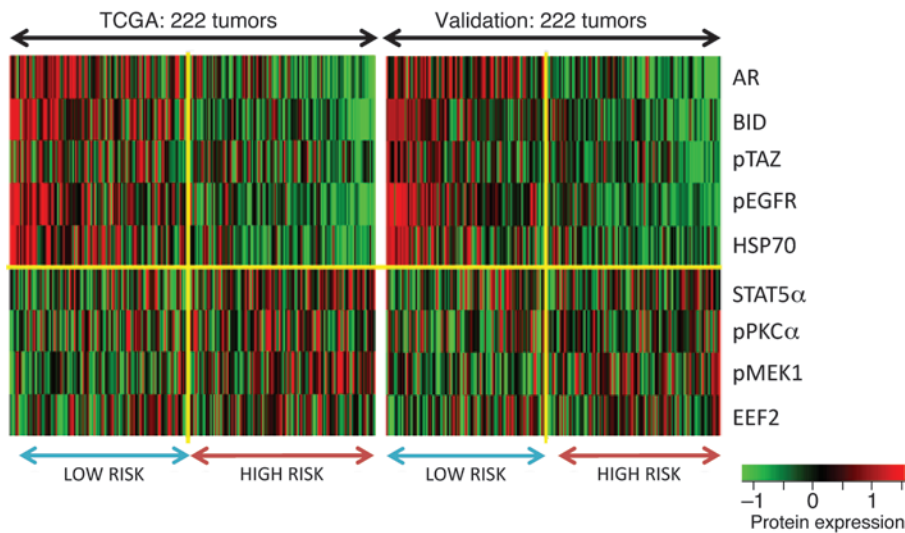 TCGA: 222 tumors
Validation: 222 tumors
AR
BID
pTAZ
pEGFR
HSP70
STAT5α
pPKCα
pMEK1
EEF2
LOW RISK
HIGH RISK
LOW RISK
HIGH RISK
−1 0 1
Protein expression